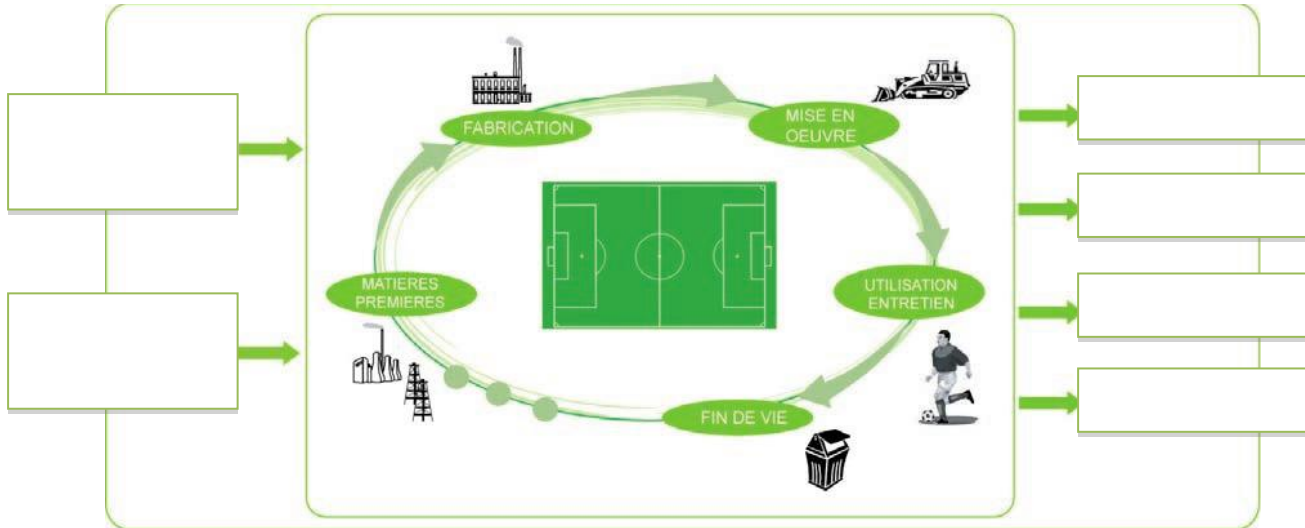 FABRICATION
MISE EN
OEUVRE
MATIERES
PREMIERES
UTILISATION
ENTRETIEN
FIN DE VIE